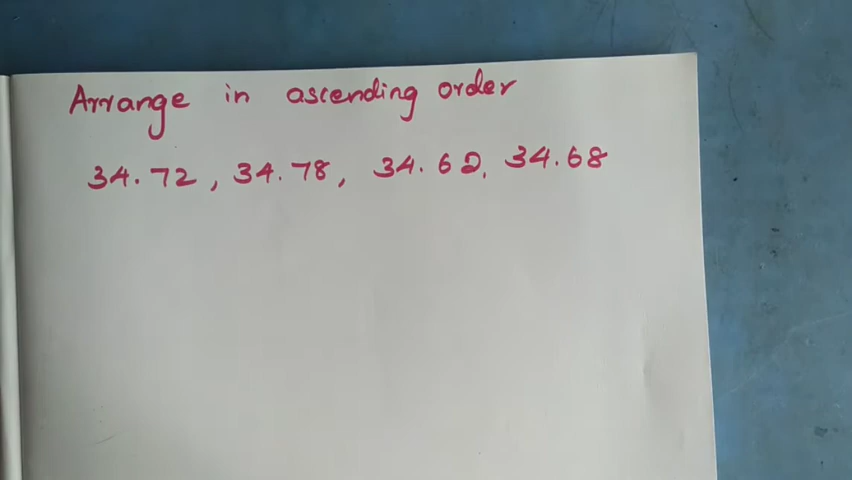 Arrange in ascending order
34.72, 34.78, 34.62, 34.68